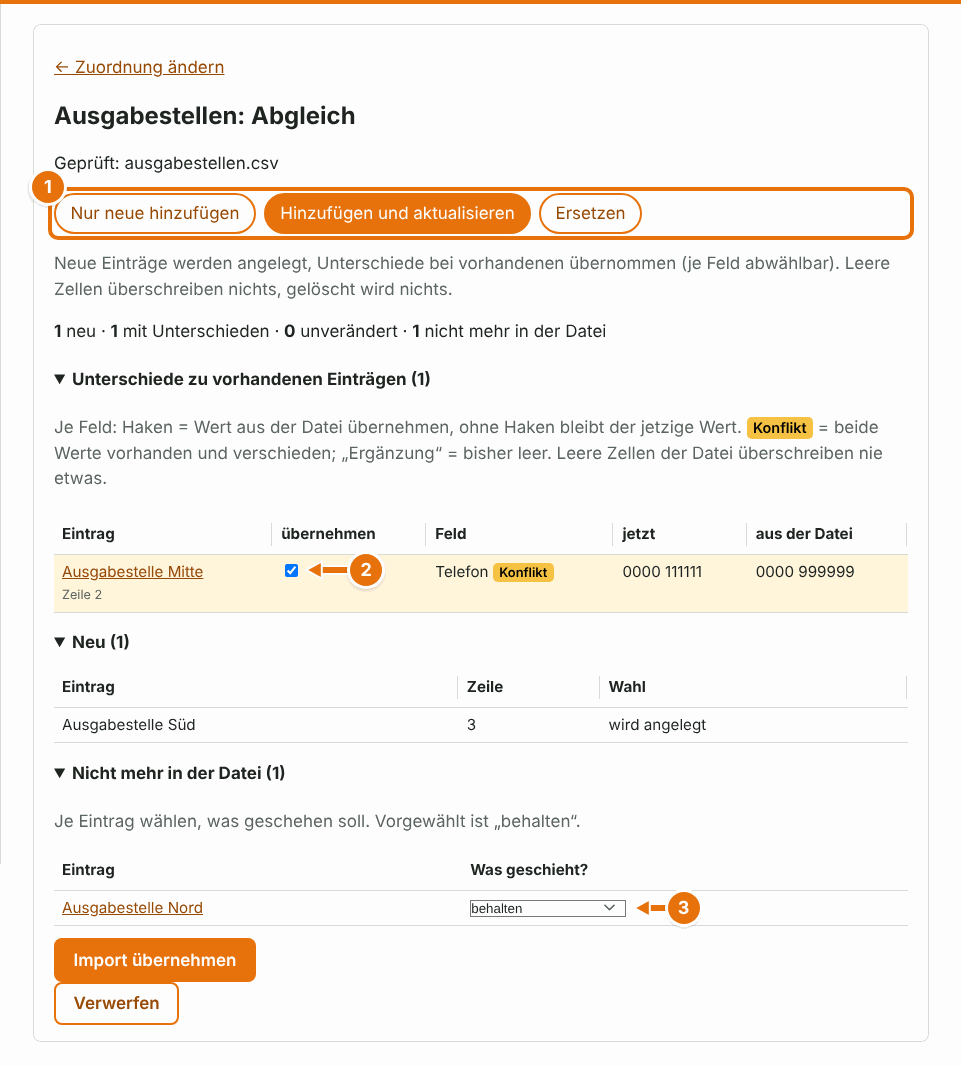 ← Zuordnung ändern
Ausgabestellen: Abgleich
Geprüft: ausgabestellen.csv
1
Nur neue hinzufügen Hinzufügen und aktualisieren Ersetzen
Neue Einträge werden angelegt, Unterschiede bei vorhandenen übernommen (je Feld abwählbar). Leere
Zellen überschreiben nichts, gelöscht wird nichts.
1 neu · 1 mit Unterschieden · 0 unverändert · 1 nicht mehr in der Datei
▼ Unterschiede zu vorhandenen Einträgen (1)
Je Feld: Haken = Wert aus der Datei übernehmen, ohne Haken bleibt der jetzige Wert. Konflikt = beide
Werte vorhanden und verschieden; „Ergänzung“ = bisher leer. Leere Zellen der Datei überschreiben nie
etwas.
Eintrag übernehmen Feld jetzt aus der Datei
Ausgabestelle Mitte 2 Telefon Konflikt 0000 111111 0000 999999
Zeile 2
▼ Neu (1)
Eintrag Zeile Wahl
Ausgabestelle Süd 3 wird angelegt
▼ Nicht mehr in der Datei (1)
Je Eintrag wählen, was geschehen soll. Vorgewählt ist „behalten“.
Eintrag Was geschieht?
Ausgabestelle Nord behalten 3
Import übernehmen
Verwerfen